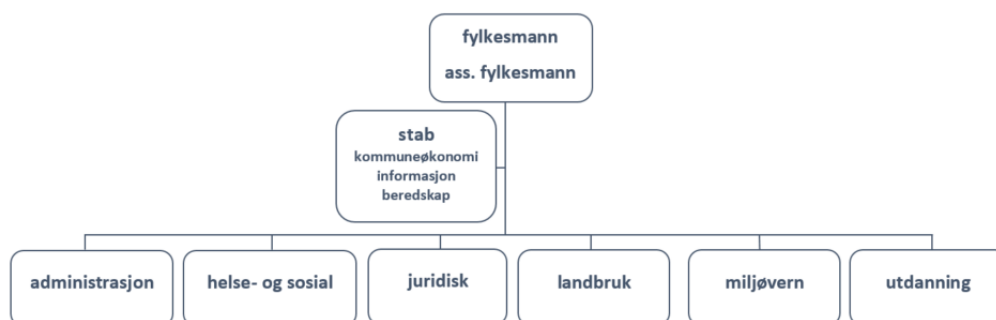 fylkesmann
ass. fylkesmann
stab
kommuneøkonomi
informasjon
beredskap
administrasjon
helse- og sosial
juridisk
landbruk
miljøvern
utdanning